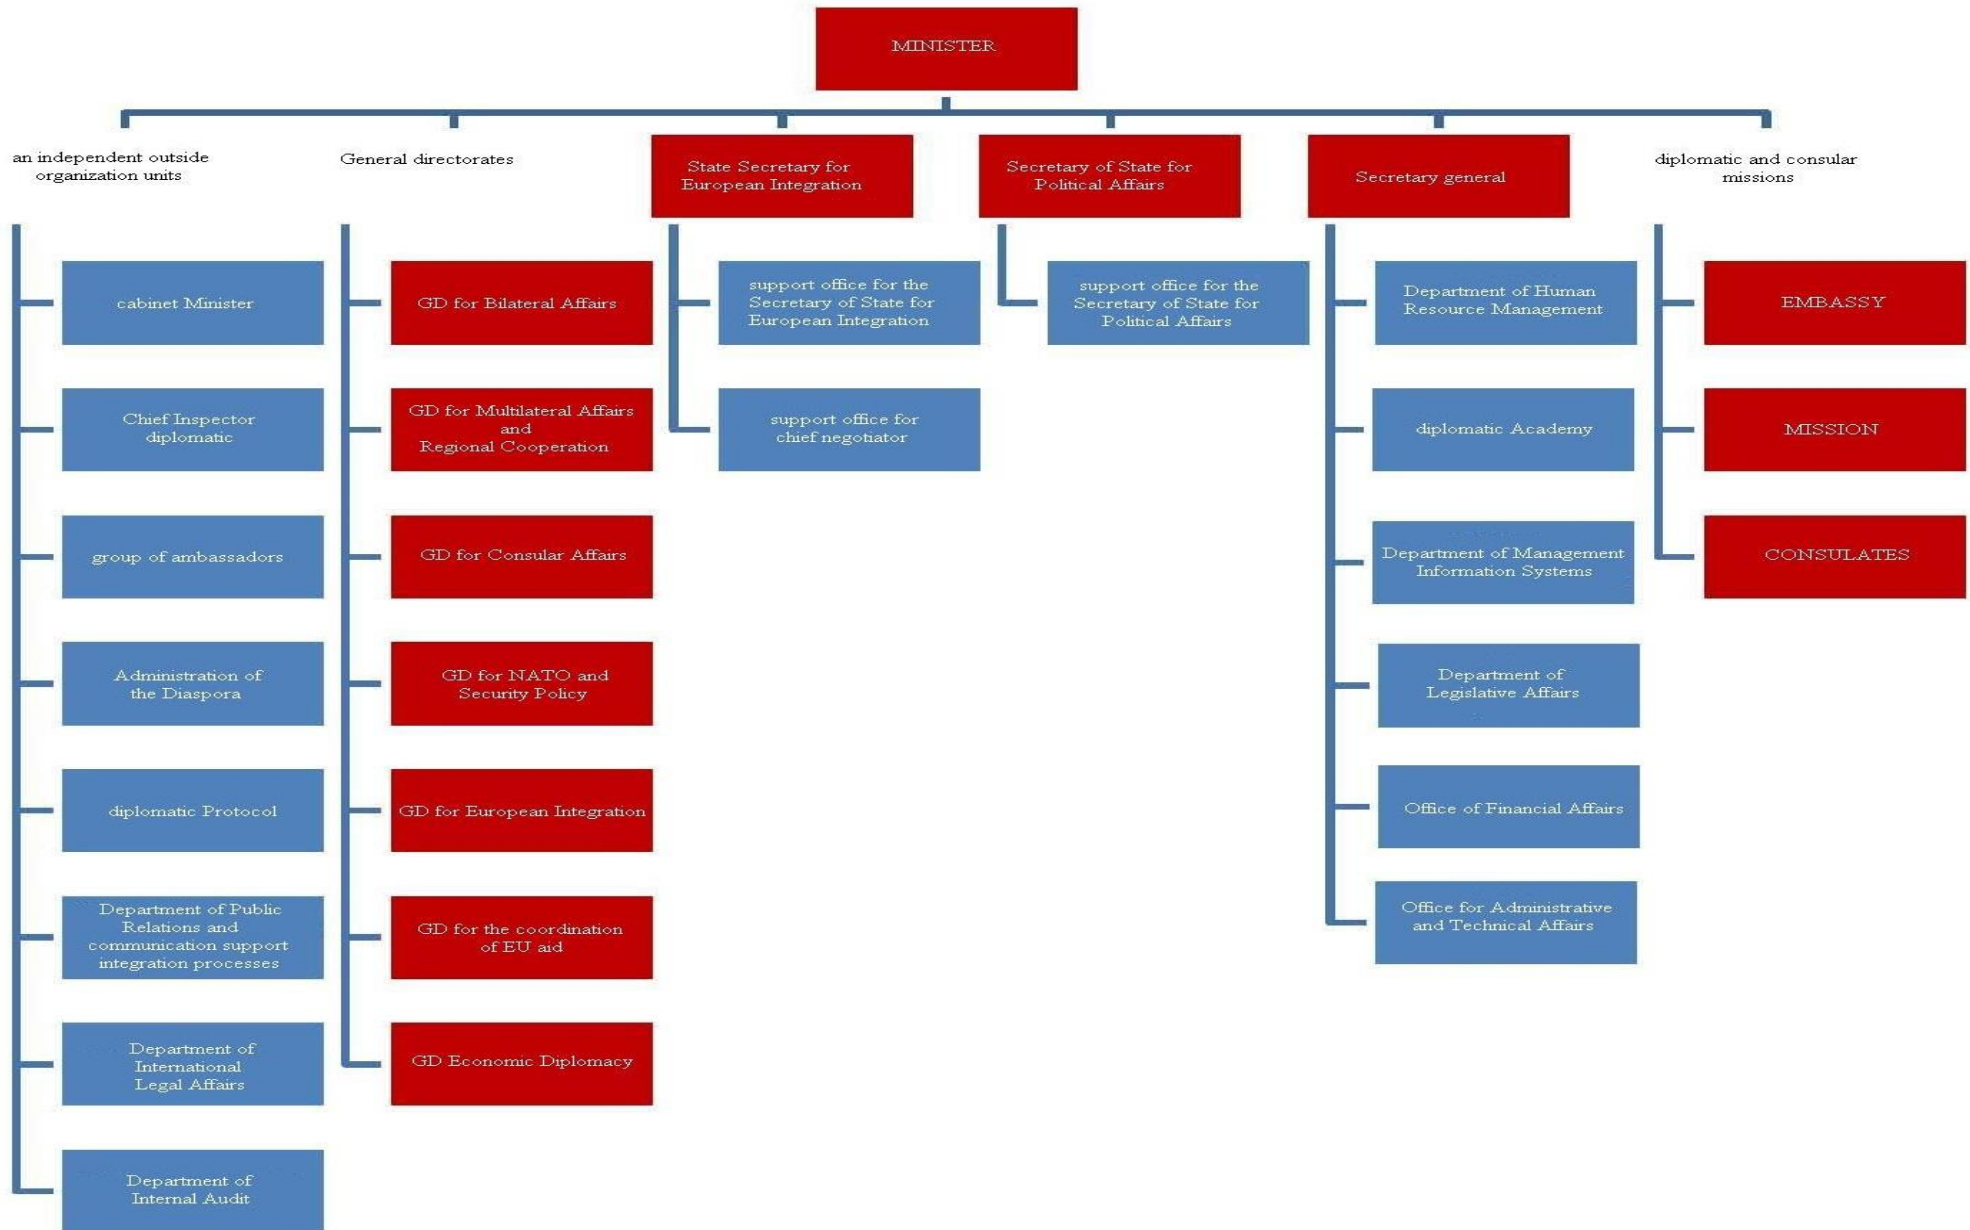 MINISTER
an independent outside
organization units
General directorates
State Secretary for
European Integration
Secretary of State for
Political Affairs
Secretary general
diplomatic and consular
missions
cabinet Minister
Chief Inspector
diplomatic
group of ambassadors
Administration of
the Diaspora
diplomatic Protocol
Department of Public
Relations and
communication support
integration processes
Department of
International
Legal Affairs
Department of
Internal Audit
GD for Bilateral Affairs
GD for Multilateral Affairs
and
Regional Cooperation
GD for Consular Affairs
GD for NATO and
Security Policy
GD for European Integration
GD for the coordination
of EU aid
GD Economic Diplomacy
support office for the
Secretary of State for
European Integration
support office for
chief negotiator
support office for the
Secretary of State for
Political Affairs
Department of Human
Resource Management
diplomatic Academy
Department of Management
Information Systems
Department of
Legislative Affairs
Office of Financial Affairs
Office for Administrative
and Technical Affairs
EMBASSY
MISSION
CONSULATES